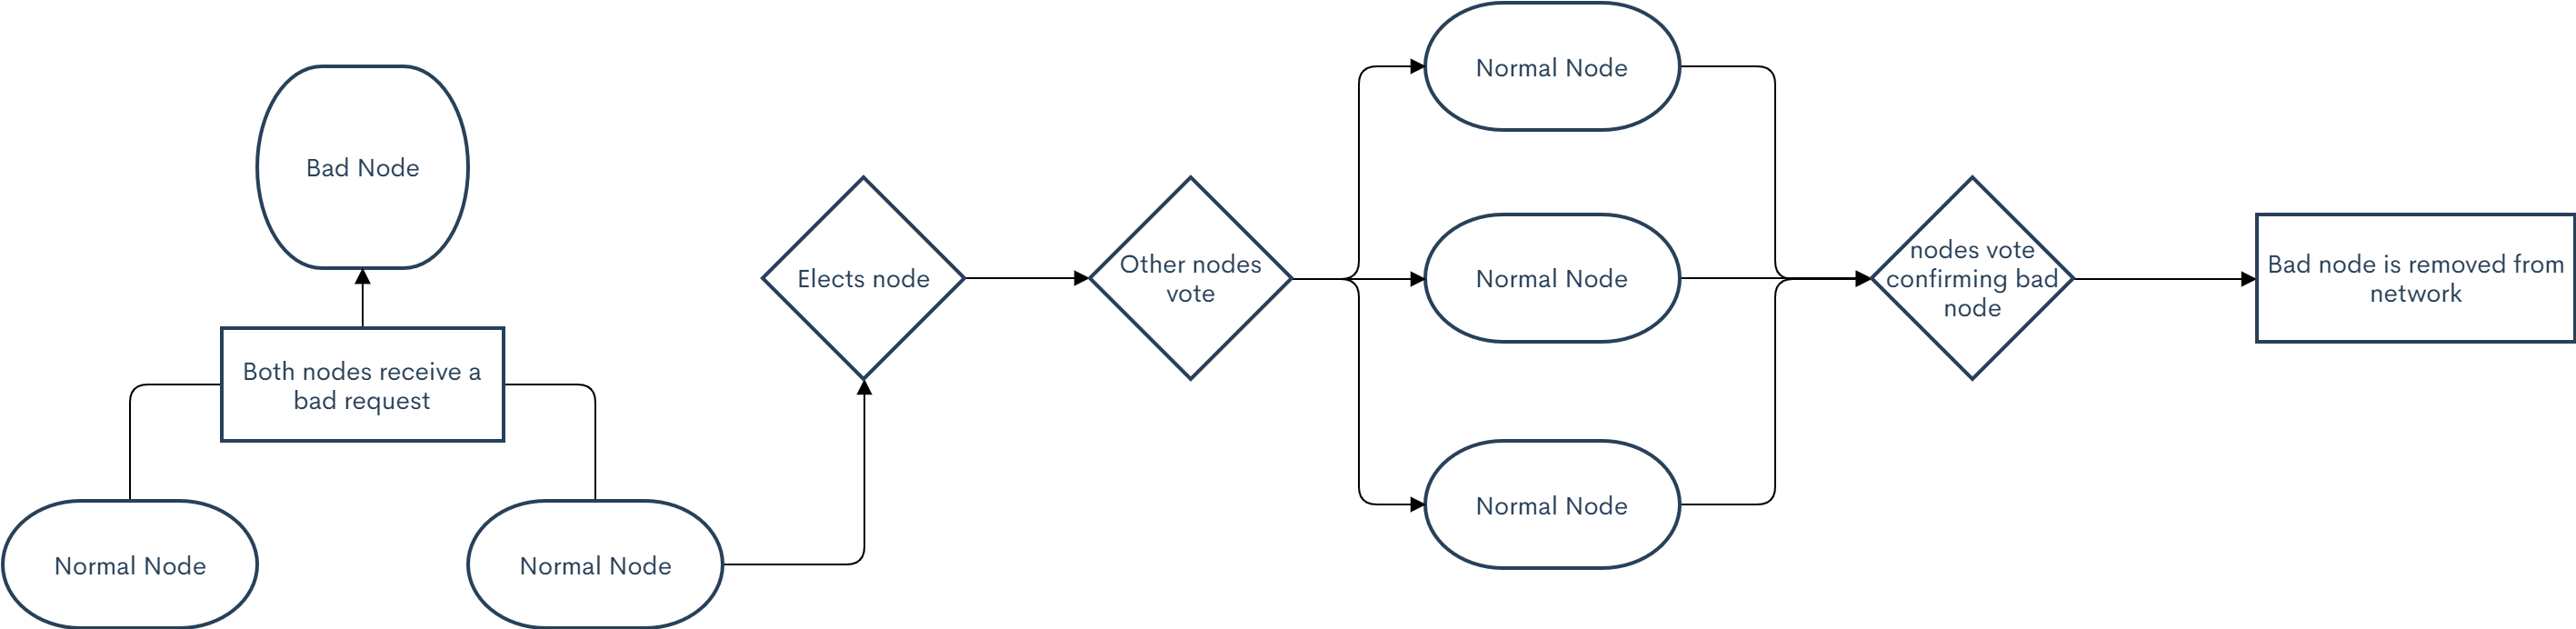 Bad Node
Both nodes receive a
bad request
Normal Node
Normal Node
Elects node
Other nodes
vote
Normal Node
Normal Node
Normal Node
nodes vote
confirming bad
node
Bad node is removed from
network